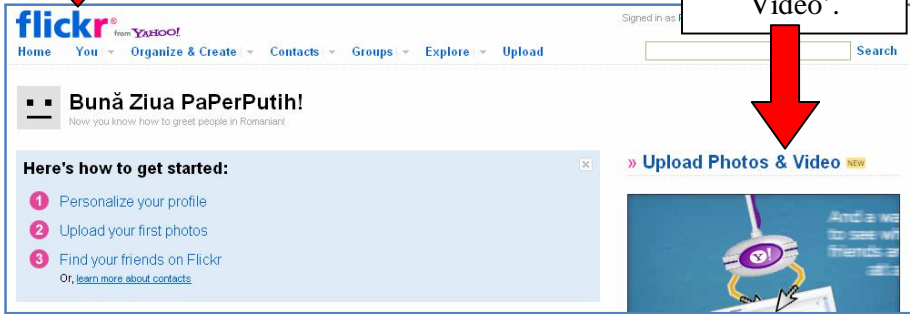 Video'.
flickr® from YAHOO!
Signed in as
Home You Organize & Create Contacts Groups Explore Upload
Search
Bună Ziua PaPerPutih!
Now you know how to greet people in Romanian!
Here's how to get started:
1 Personalize your profile
2 Upload your first photos
3 Find your friends on Flickr
Or, learn more about contacts
» Upload Photos & Video NEW
And a
to see
friends
Y!